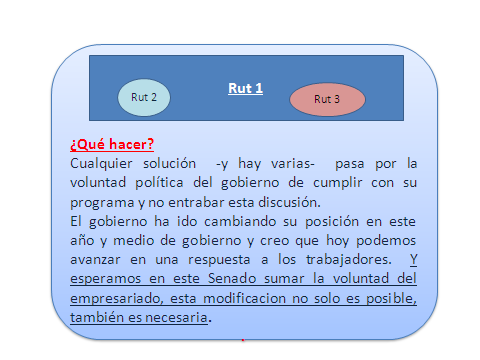 Rut 1
Rut 2
Rut 3
¿Qué hacer?
Cualquier solución -y hay varias- pasa por la
voluntad política del gobierno de cumplir con su
programa y no entrabar esta discusión.
El gobierno ha ido cambiando su posición en este
año y medio de gobierno y creo que hoy podemos
avanzar en una respuesta a los trabajadores. Y
esperamos en este Senado sumar la voluntad del
empresariado, esta modificacion no solo es posible,
también es necesaria.